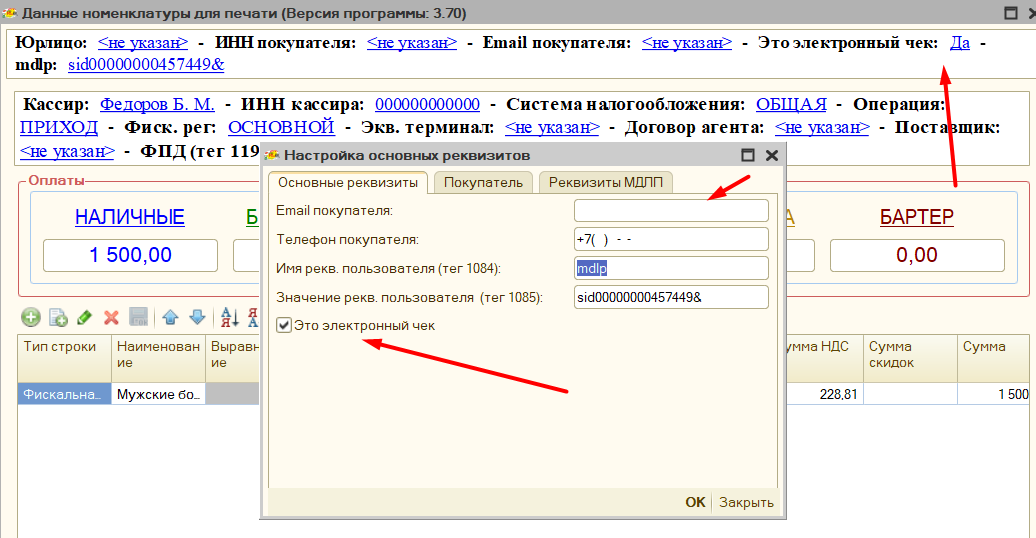 Данные номенклатуры для печати (Версия программы: 3.70)
Юрлицо: <не указан> - ИНН покупателя: <не указан> - Email покупателя: <не указан> - Это электронный чек: Да -
mdlp: sid00000000457449&
Кассир: Федоров Б. М. - ИНН кассира: 000000000000 - Система налогообложения: ОБЩАЯ - Операция:
ПРИХОД - Фиск. рег: ОСНОВНОЙ - Экв. терминал: <не указан> - Договор агента: <не указан> - Поставщик:
<не указан> - ФПД (тег 119
Настройка основных реквизитов
Оплаты
Основные реквизиты
Покупатель
Реквизиты МДЛП
НАЛИЧНЫЕ
БАРТЕР
1 500,00
0,00
Email покупателя:
Телефон покупателя: +7( ) - -
Имя рекв. пользователя (тег 1084): mdlp
Значение рекв. пользователя (тег 1085): sid00000000457449&
Это электронный чек
Тип строки
Наименован
ие
Выравн
ие
умма НДС
Сумма
скидок
Сумма
Фискальна...
Мужские бо...
228,81
1 500
OK
Закрыть